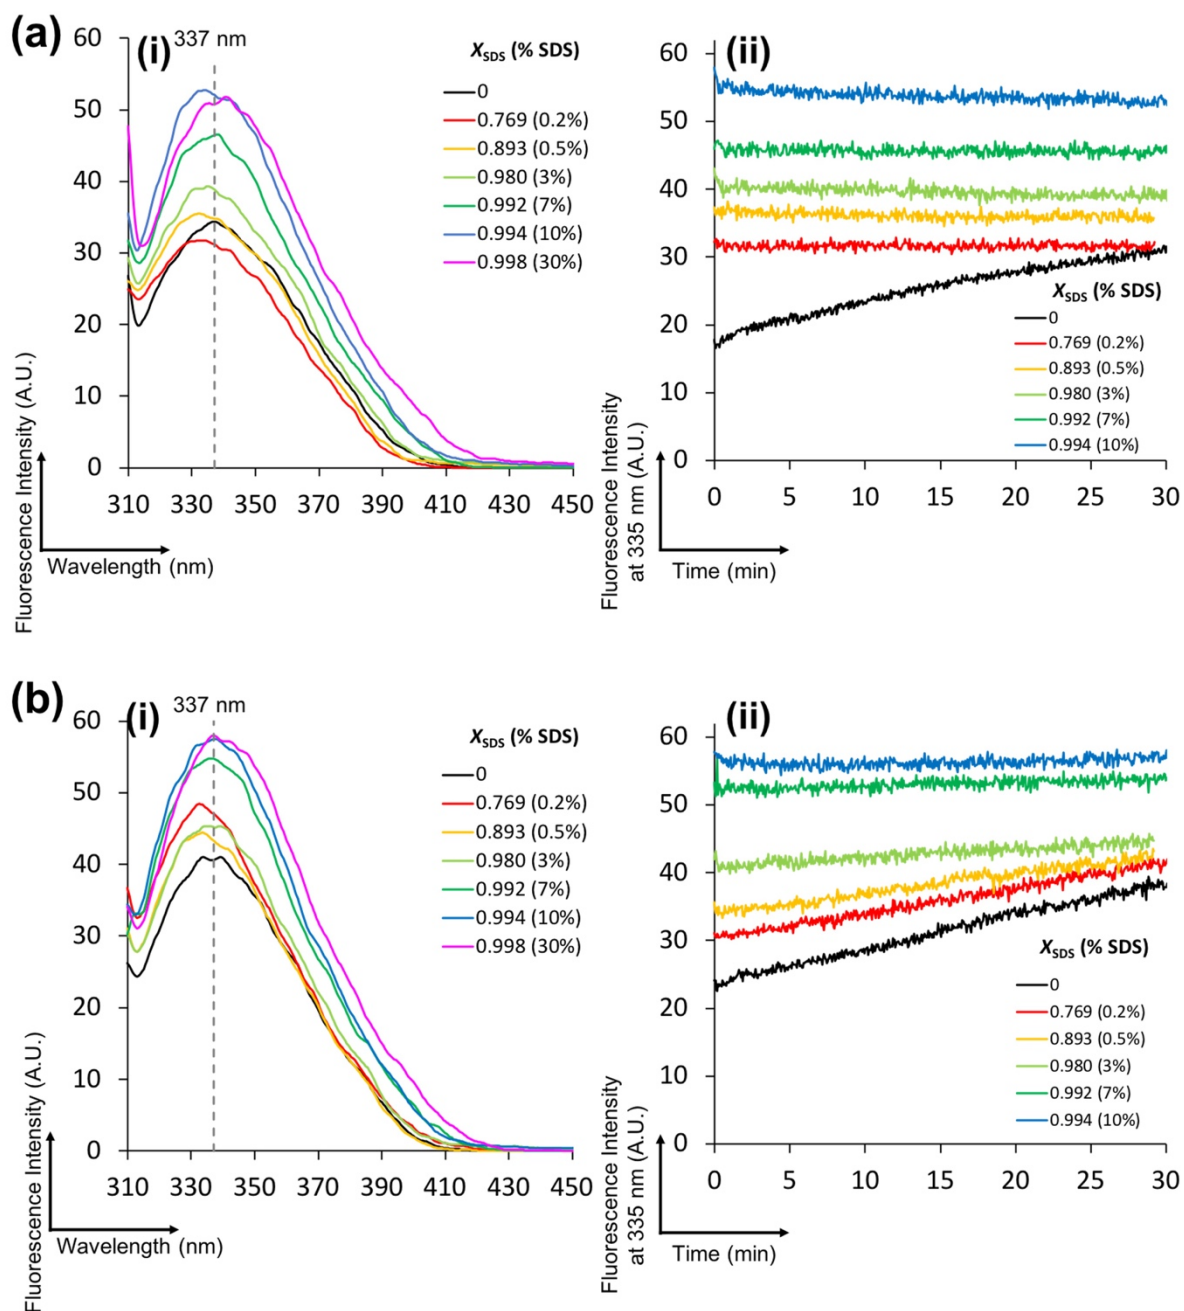 (a)
(i)
337 nm
60
50
40
30
20
10
0
310 330 350 370 390 410 430 450
Fluorescence Intensity (A.U.)
Wavelength (nm)
XSDS (% SDS)
0
0.769 (0.2%)
0.893 (0.5%)
0.980 (3%)
0.992 (7%)
0.994 (10%)
0.998 (30%)
(ii)
60
50
40
30
20
10
0
0 5 10 15 20 25 30
Fluorescence Intensity
at 335 nm (A.U.)
Time (min)
XSDS (% SDS)
0
0.769 (0.2%)
0.893 (0.5%)
0.980 (3%)
0.992 (7%)
0.994 (10%)
(b)
(i)
337 nm
60
50
40
30
20
10
0
310 330 350 370 390 410 430 450
Fluorescence Intensity (A.U.)
Wavelength (nm)
XSDS (% SDS)
0
0.769 (0.2%)
0.893 (0.5%)
0.980 (3%)
0.992 (7%)
0.994 (10%)
0.998 (30%)
(ii)
60
50
40
30
20
10
0
0 5 10 15 20 25 30
Fluorescence Intensity
at 335 nm (A.U.)
Time (min)
XSDS (% SDS)
0
0.769 (0.2%)
0.893 (0.5%)
0.980 (3%)
0.992 (7%)
0.994 (10%)